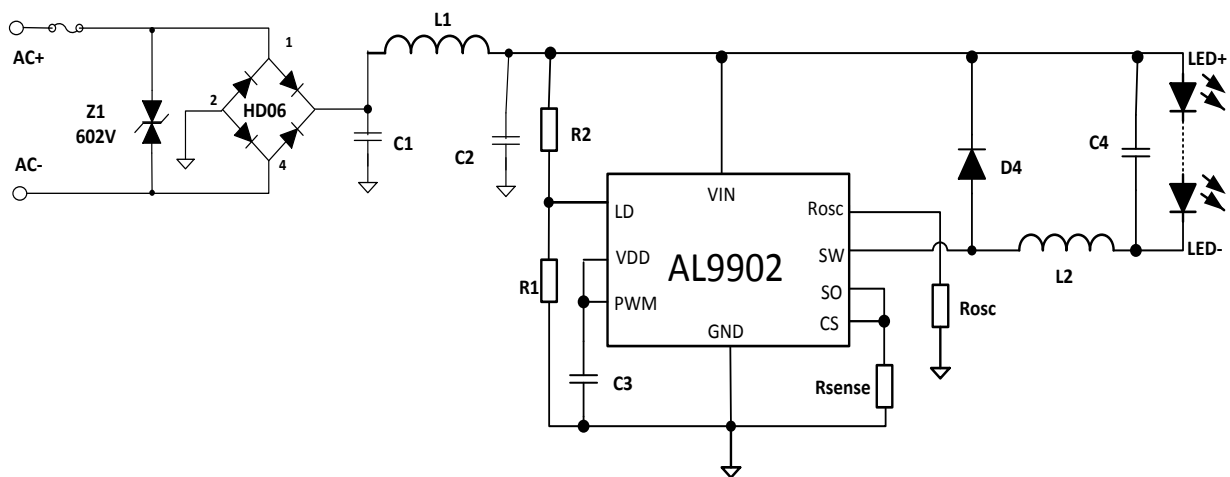 L1
1
AC+
LED+
2
HD06
Z1
602V
C1
R2
C2
C4
D4
4
AC-
VIN
LD
Rosc
VDD
SW
LED-
AL9902
L2
R1
PWM
SO
CS
Rosc
GND
C3
Rsense